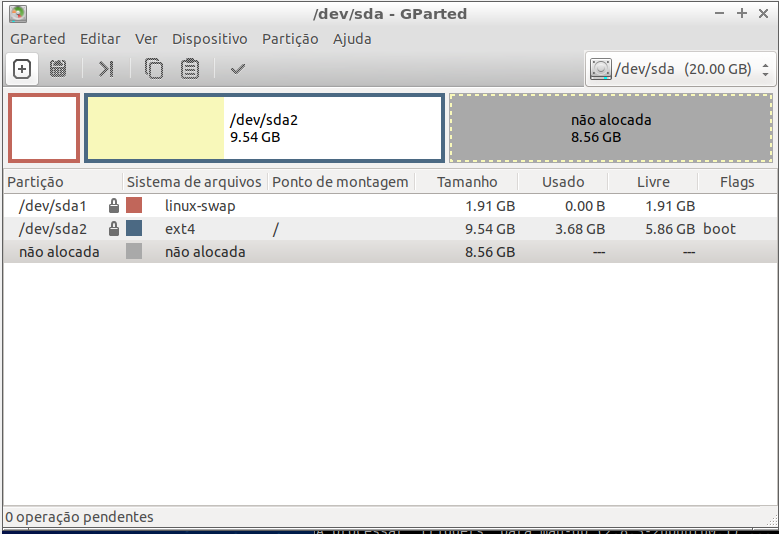 /dev/sda - GParted
GParted Editar Ver Dispositivo Partição Ajuda
/dev/sda (20.00 GB)
/dev/sda2
9.54 GB
não alocada
8.56 GB
Partição Sistema de arquivos Ponto de montagem Tamanho Usado Livre Flags
/dev/sda1 linux-swap 1.91 GB 0.00 B 1.91 GB
/dev/sda2 ext4 / 9.54 GB 3.68 GB 5.86 GB boot
não alocada não alocada 8.56 GB --- ---
0 operação pendentes